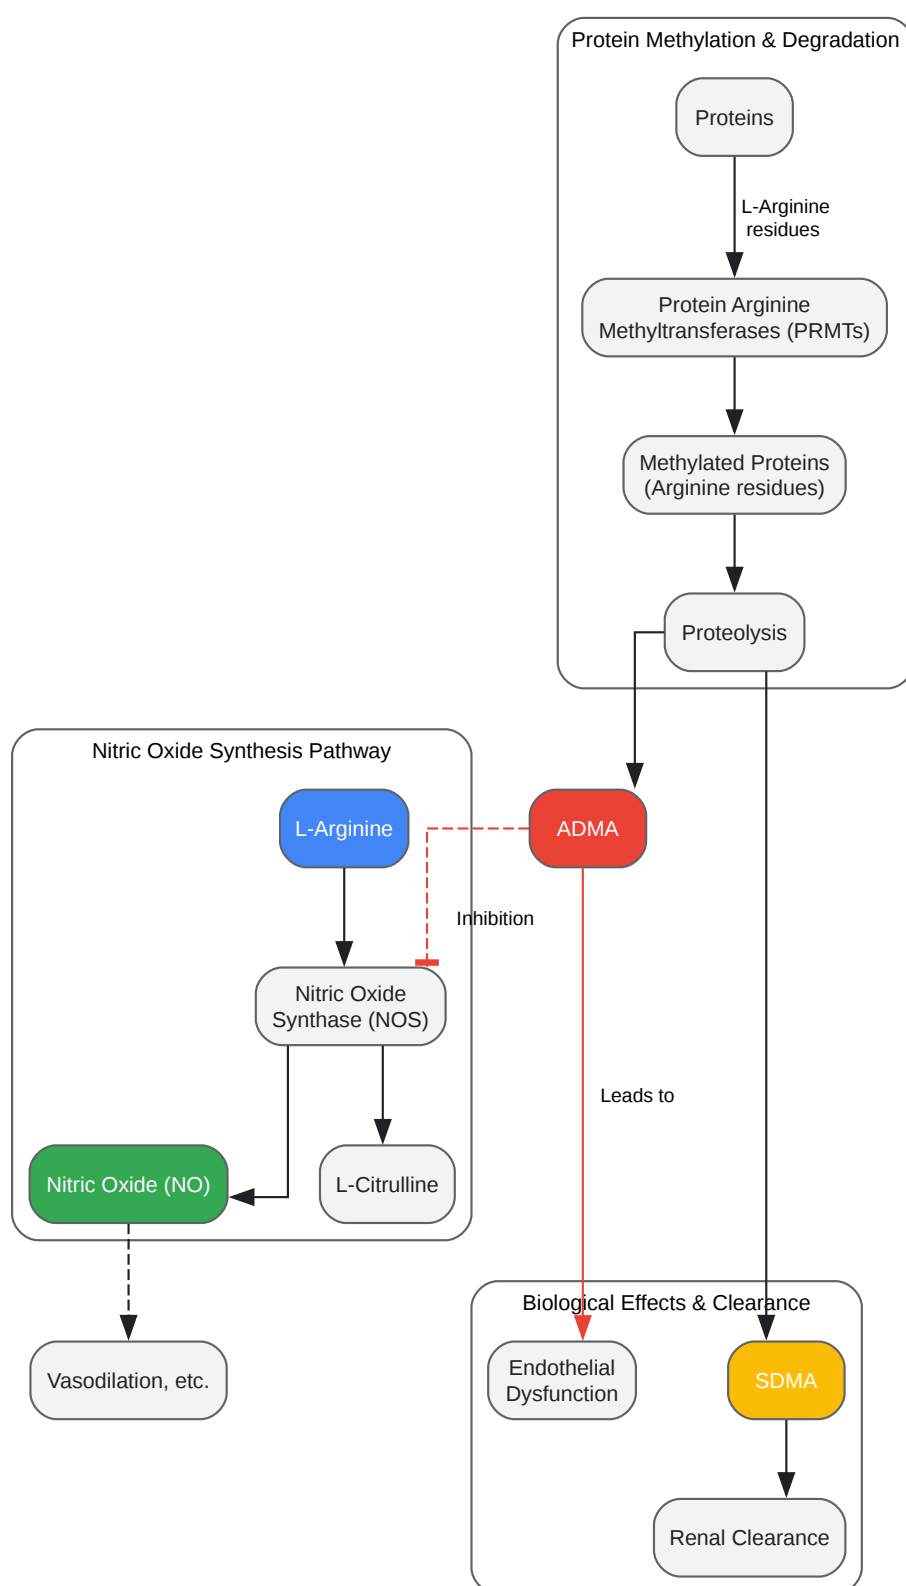 Protein Methylation & Degradation
Proteins
L-Arginine
residues
Protein Arginine
Methyltransferases (PRMTs)
Methylated Proteins
(Arginine residues)
Proteolysis
Nitric Oxide Synthesis Pathway
L-Arginine
ADMA
Inhibition
Nitric Oxide
Synthase (NOS)
Leads to
Nitric Oxide (NO)
L-Citrulline
Biological Effects & Clearance
Vasodilation, etc.
Endothelial
Dysfunction
SDMA
Renal Clearance